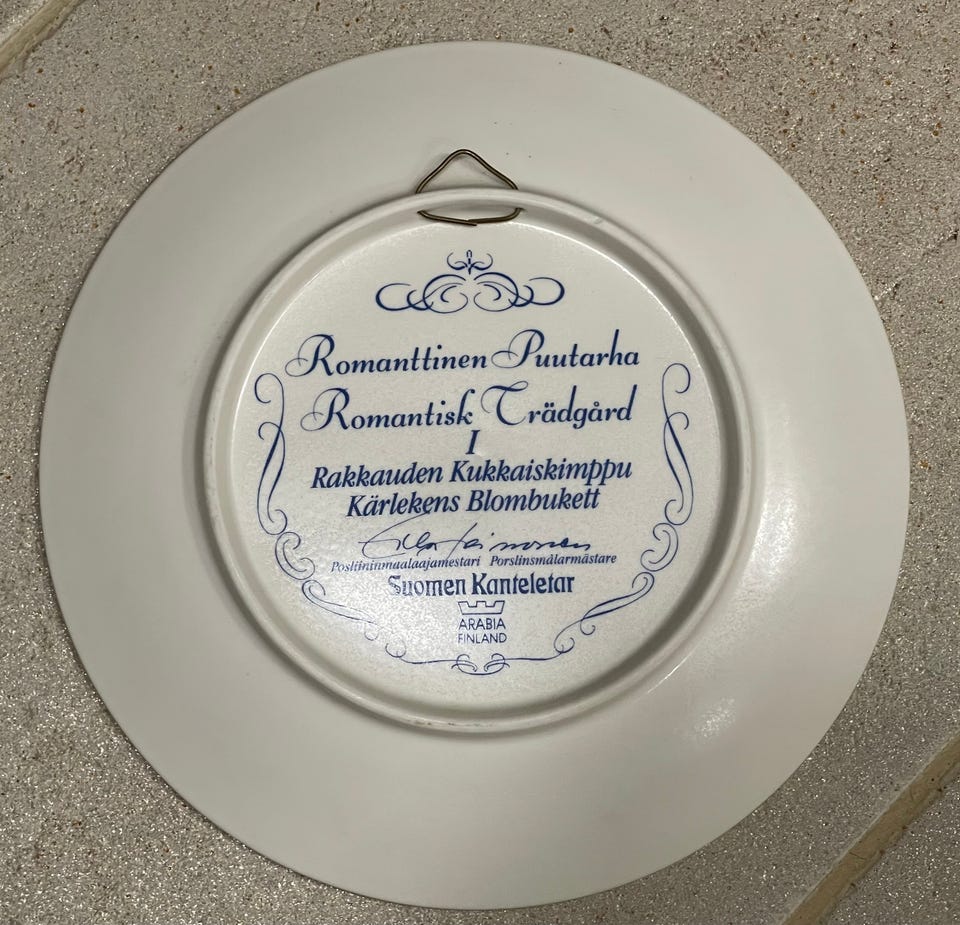 Romanttinen Puutarha
Romantisk Trädgård
I
Rakkauden Kukkaiskimppu
Kärlekens Blombukett
Posliininmaalaajamestari Porslinsmålarmästare
Suomen Kanteletar
ARABIA
FINLAND